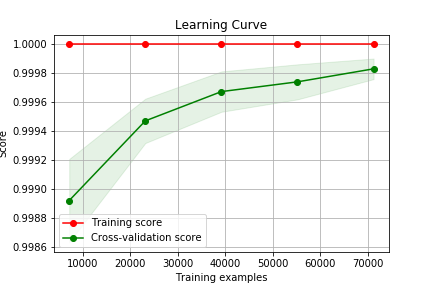 Learning Curve
1.0000
0.9998
0.9996
0.9994
0.9992
0.9990
0.9988
0.9986
Score
Training score
Cross-validation score
10000 20000 30000 40000 50000 60000 70000
Training examples